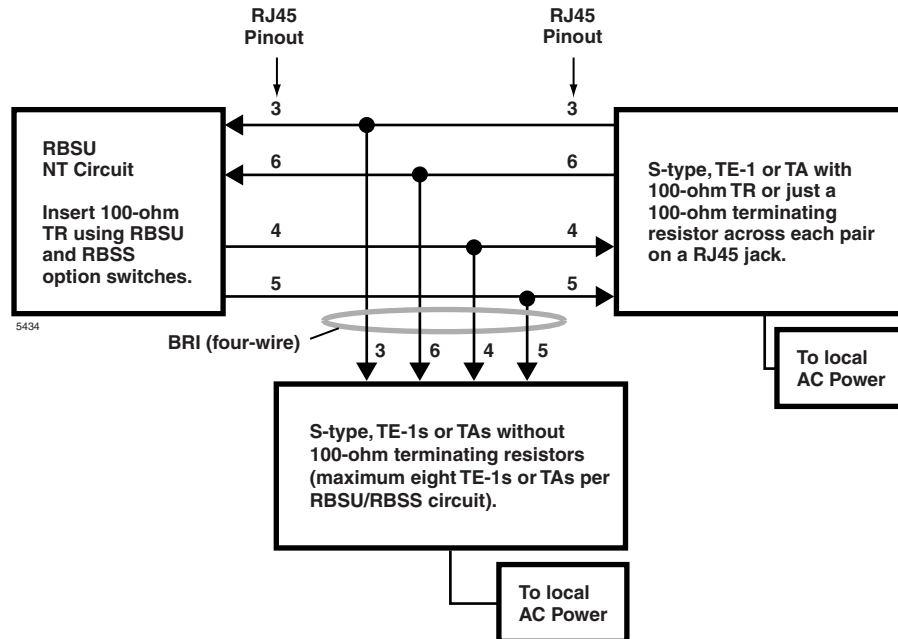 RJ45
Pinout
RJ45
Pinout
3
3
RBSU
NT Circuit
Insert 100-ohm
TR using RBSU
and RBSS
option switches.
6
6
4
4
5
5
S-type, TE-1 or TA with
100-ohm TR or just a
100-ohm terminating
resistor across each pair
on a RJ45 jack.
5434
BRI (four-wire)
3
6
4
5
To local
AC Power
S-type, TE-1s or TAs without
100-ohm terminating resistors
(maximum eight TE-1s or TAs per
RBSU/RBSS circuit).
To local
AC Power